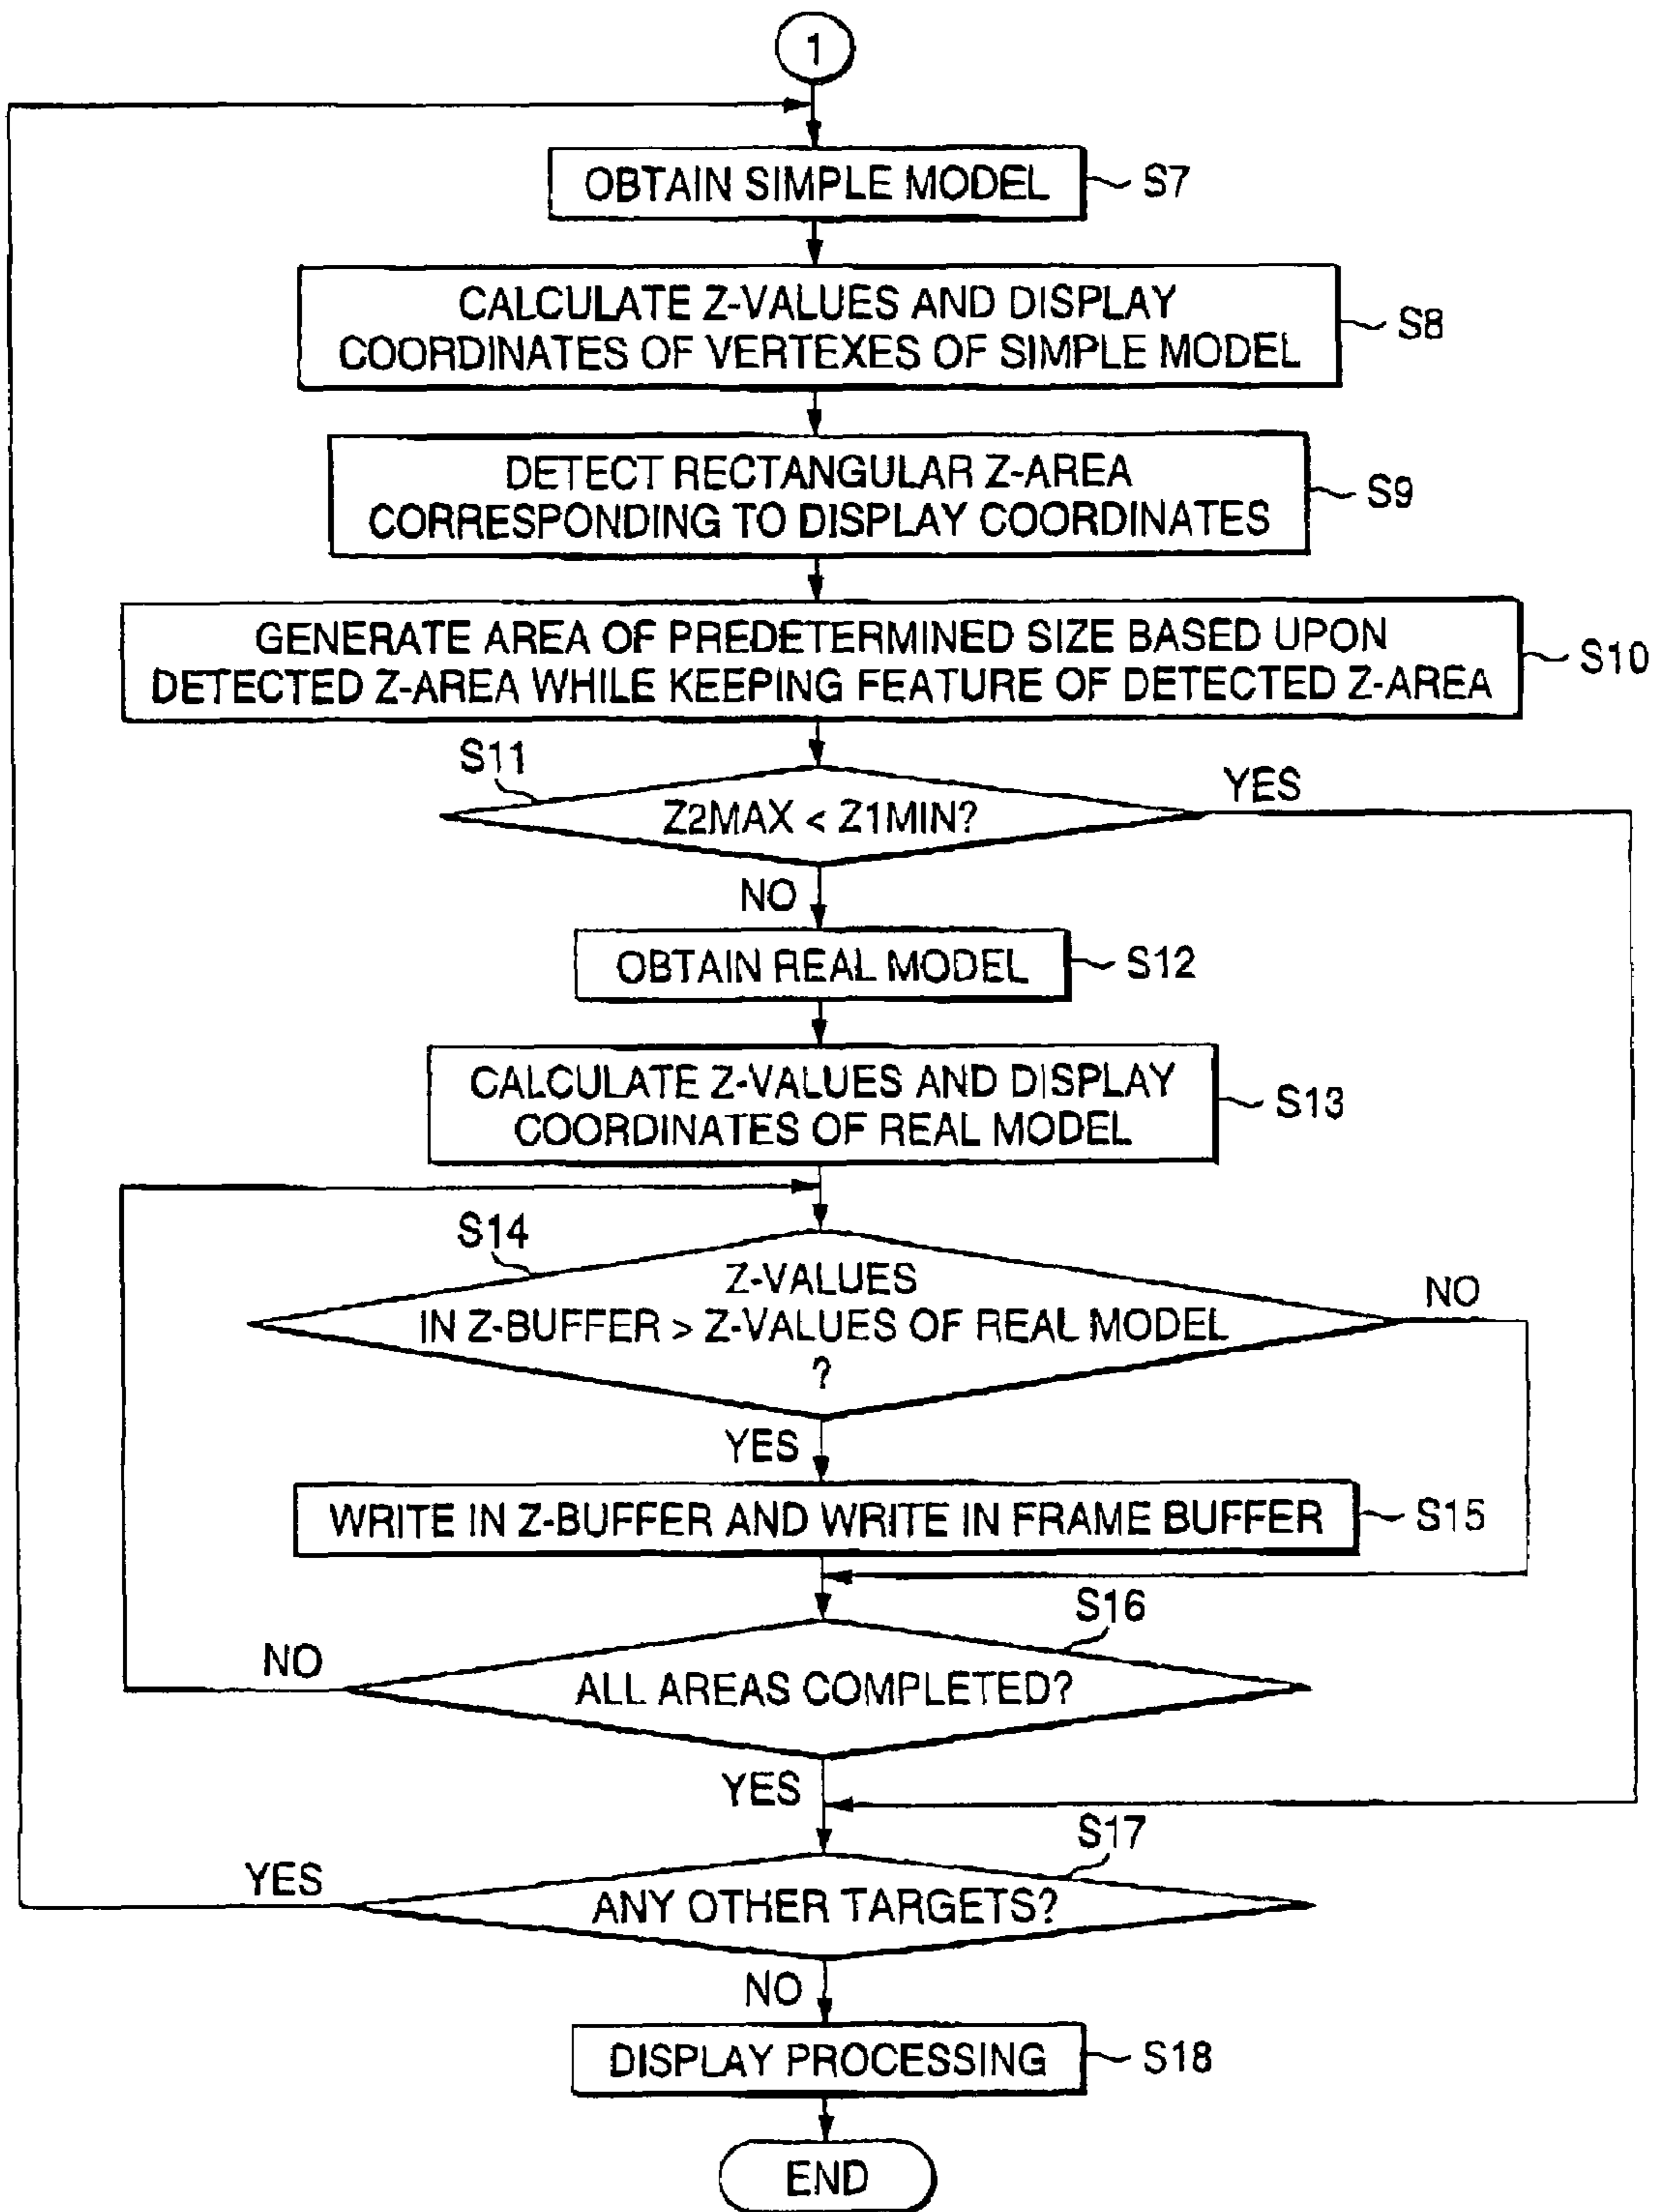 1
OBTAIN SIMPLE MODEL
S7
CALCULATE Z-VALUES AND DISPLAY
COORDINATES OF VERTEXES OF SIMPLE MODEL
S8
DETECT RECTANGULAR Z-AREA
CORRESPONDING TO DISPLAY COORDINATES
S9
GENERATE AREA OF PREDETERMINED SIZE BASED UPON
DETECTED Z-AREA WHILE KEEPING FEATURE OF DETECTED Z-AREA
S10
S11
Z2MAX < Z1MIN?
YES
NO
OBTAIN REAL MODEL
S12
CALCULATE Z-VALUES AND DISPLAY
COORDINATES OF REAL MODEL
S13
S14
Z-VALUES
IN Z-BUFFER > Z-VALUES OF REAL MODEL
?
NO
YES
WRITE IN Z-BUFFER AND WRITE IN FRAME BUFFER
S15
S16
NO
ALL AREAS COMPLETED?
YES
S17
YES
ANY OTHER TARGETS?
NO
DISPLAY PROCESSING
S18
END